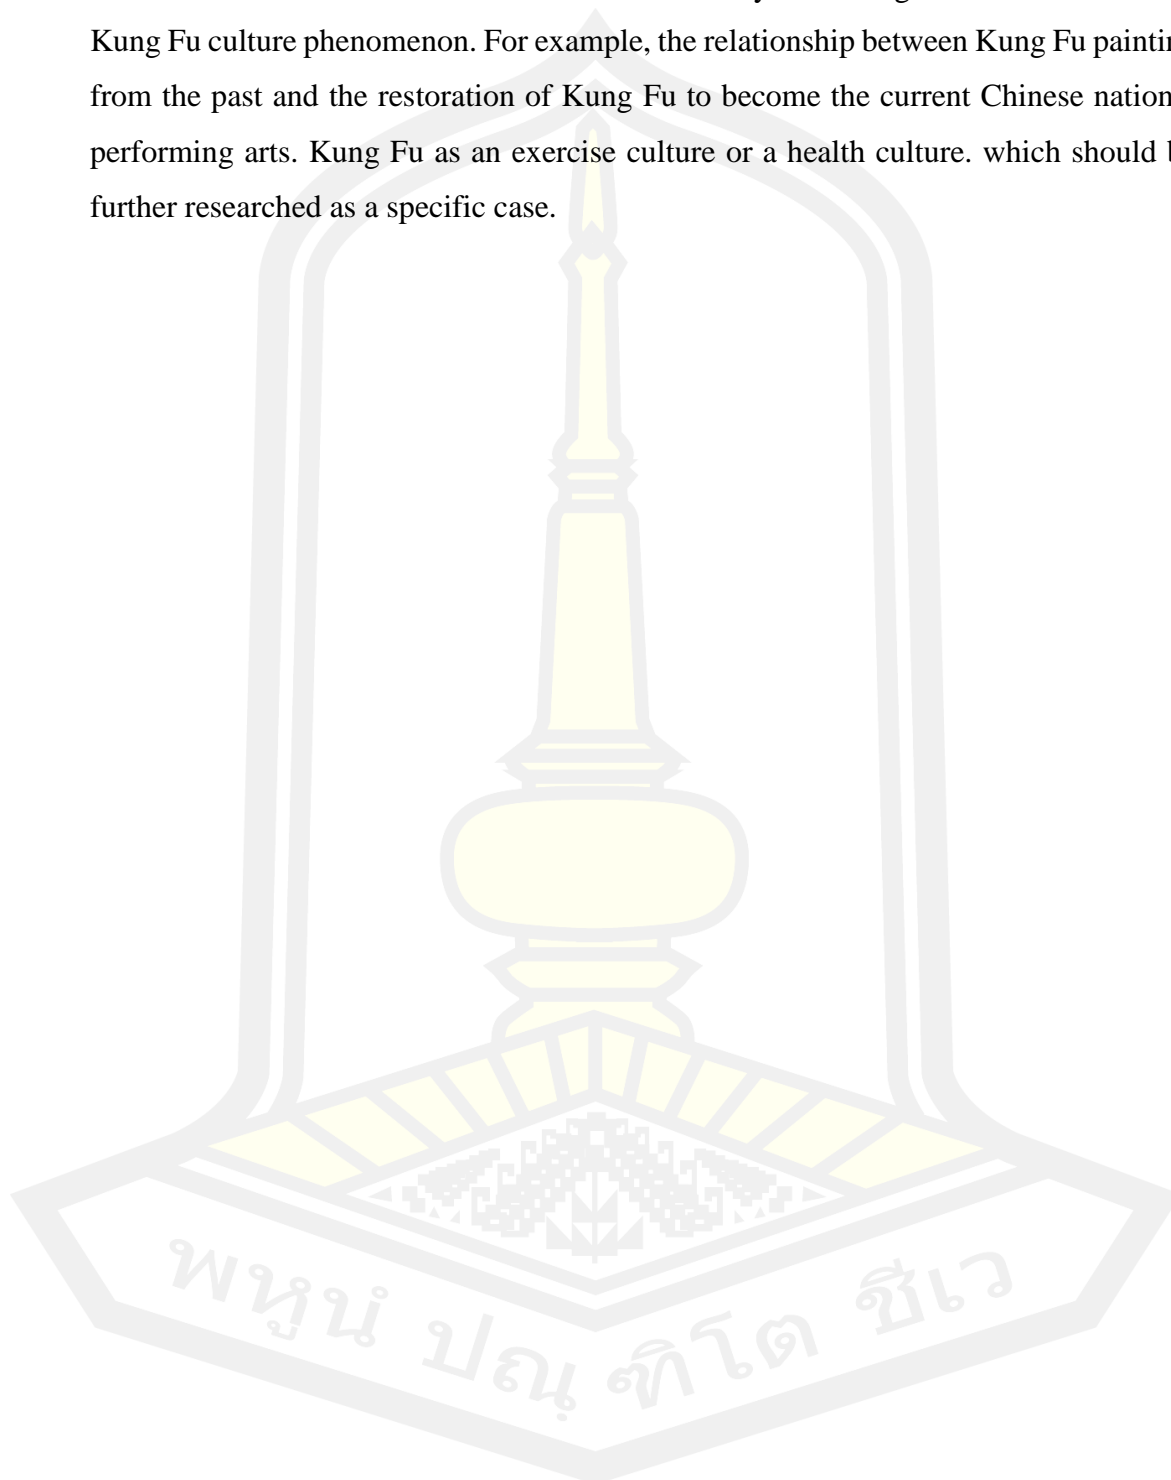 Kung Fu culture phenomenon. For example, the relationship between Kung Fu paintin
from the past and the restoration of Kung Fu to become the current Chinese nation
performing arts. Kung Fu as an exercise culture or a health culture. which should b
further researched as a specific case.
พหูนํ ปณฺฑิโต ชีเว